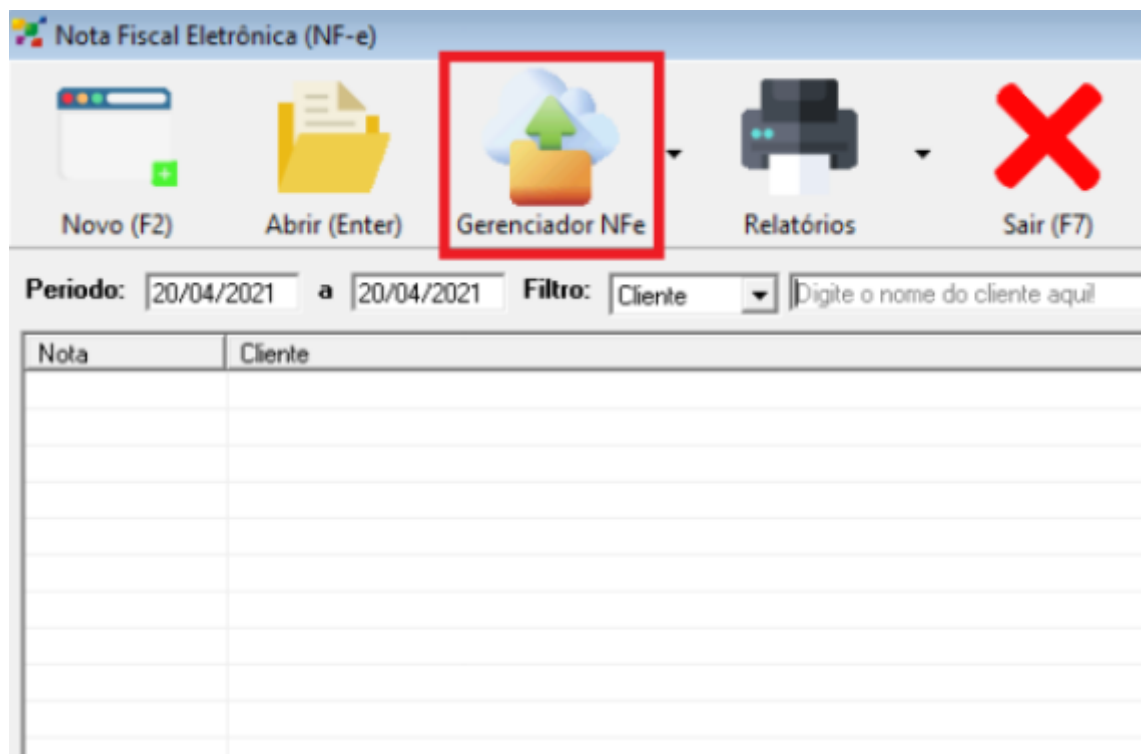 Nota Fiscal Eletrônica (NF-e)
Novo (F2) Abrir (Enter) Gerenciador NFe Relatórios Sair (F7)
Periodo: 20/04/2021 a 20/04/2021 Filtro: Cliente Digite o nome do cliente aqui!
Nota Cliente